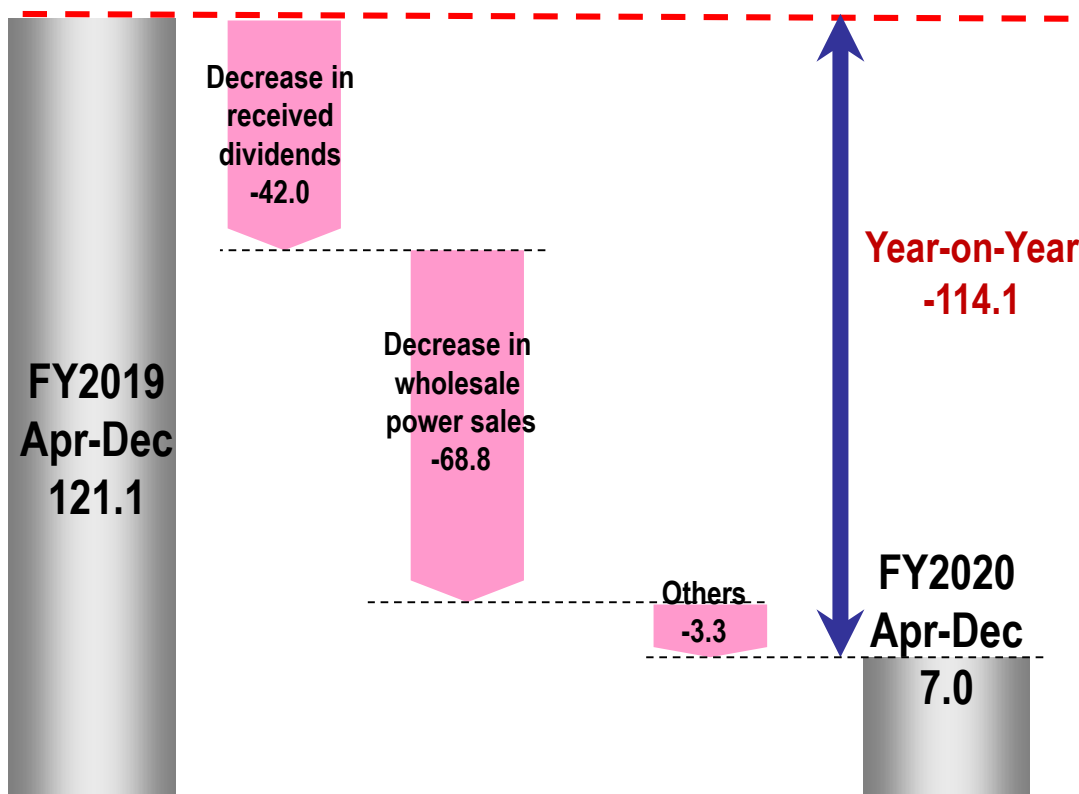 FY2019
Apr-Dec
121.1
Decrease in
received
dividends
-42.0
Decrease in
wholesale
power sales
-68.8
Others
-3.3
Year-on-Year
-114.1
FY2020
Apr-Dec
7.0